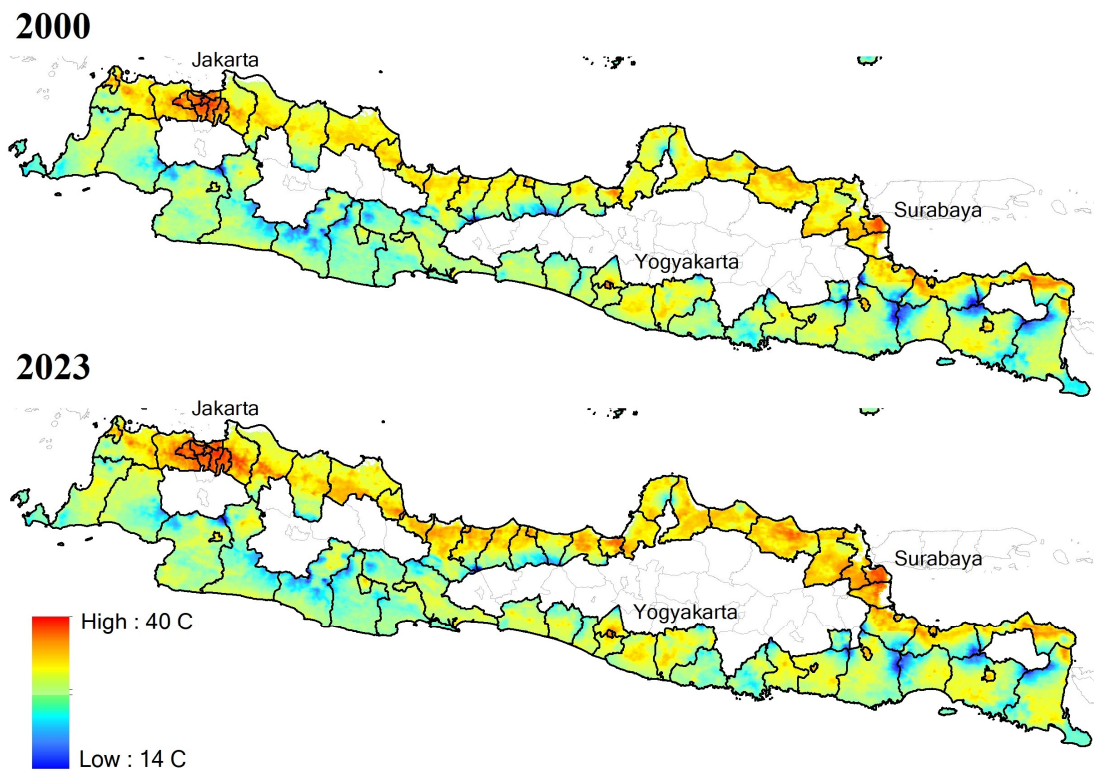 2000
Jakarta
Surabaya
Yogyakarta
2023
Jakarta
Surabaya
Yogyakarta
High : 40 C
Low : 14 C